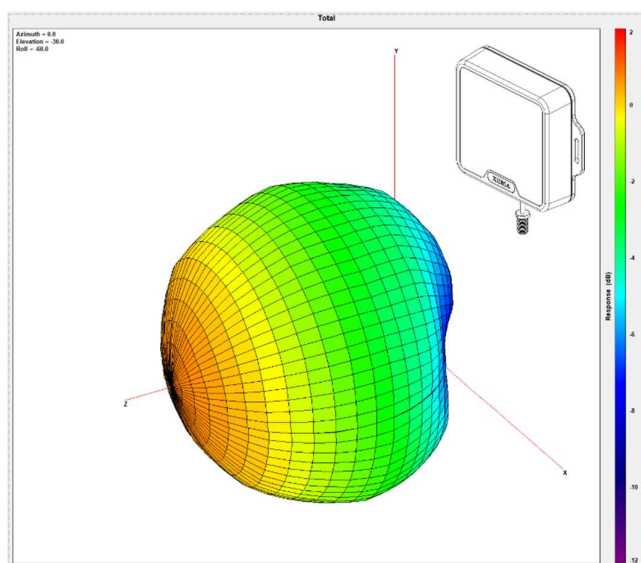 Total
Azimuth = 0.0
Elevation = -30.0
Roll = -60.0
Y
Z
X
2
0
-2
-4
-6
-8
-10
-12
Response (dB)